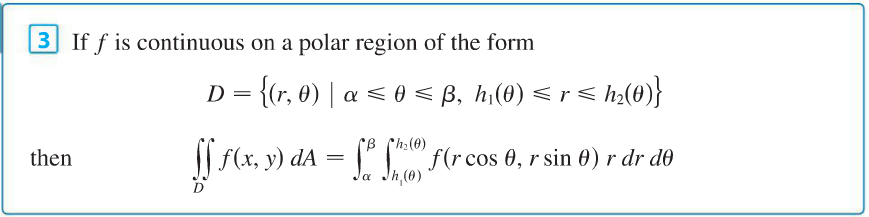 3 If f is continuous on a polar region of the form
D = {(r, θ) | α ≤ θ ≤ β, h₁(θ) ≤ r ≤ h₂(θ)}
then ∬_D f(x, y) dA = ∫_α^β ∫_{h₁(θ)}^{h₂(θ)} f(r cos θ, r sin θ) r dr dθ